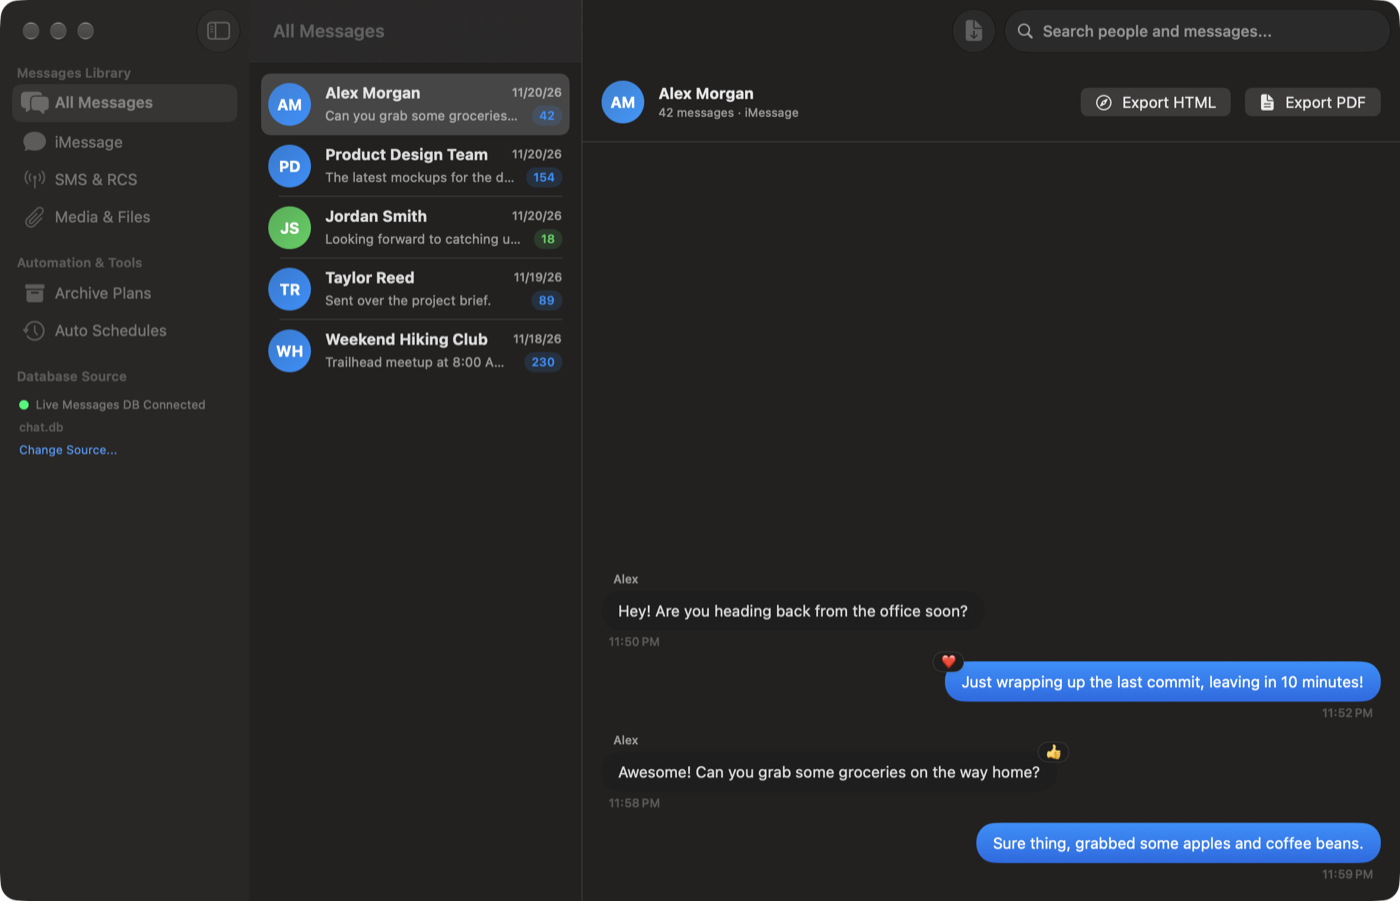 Messages Library
All Messages
iMessage
SMS & RCS
Media & Files
Automation & Tools
Archive Plans
Auto Schedules
Database Source
Live Messages DB Connected
chat.db
Change Source...
All Messages
AM
Alex Morgan
11/20/26
Can you grab some groceries...
42
PD
Product Design Team
11/20/26
The latest mockups for the d...
154
JS
Jordan Smith
11/20/26
Looking forward to catching u...
18
TR
Taylor Reed
11/19/26
Sent over the project brief.
89
WH
Weekend Hiking Club
11/18/26
Trailhead meetup at 8:00 A...
230
Search people and messages...
AM
Alex Morgan
42 messages · iMessage
Export HTML
Export PDF
Alex
Hey! Are you heading back from the office soon?
11:50 PM
Just wrapping up the last commit, leaving in 10 minutes!
11:52 PM
Alex
Awesome! Can you grab some groceries on the way home?
11:58 PM
Sure thing, grabbed some apples and coffee beans.
11:59 PM